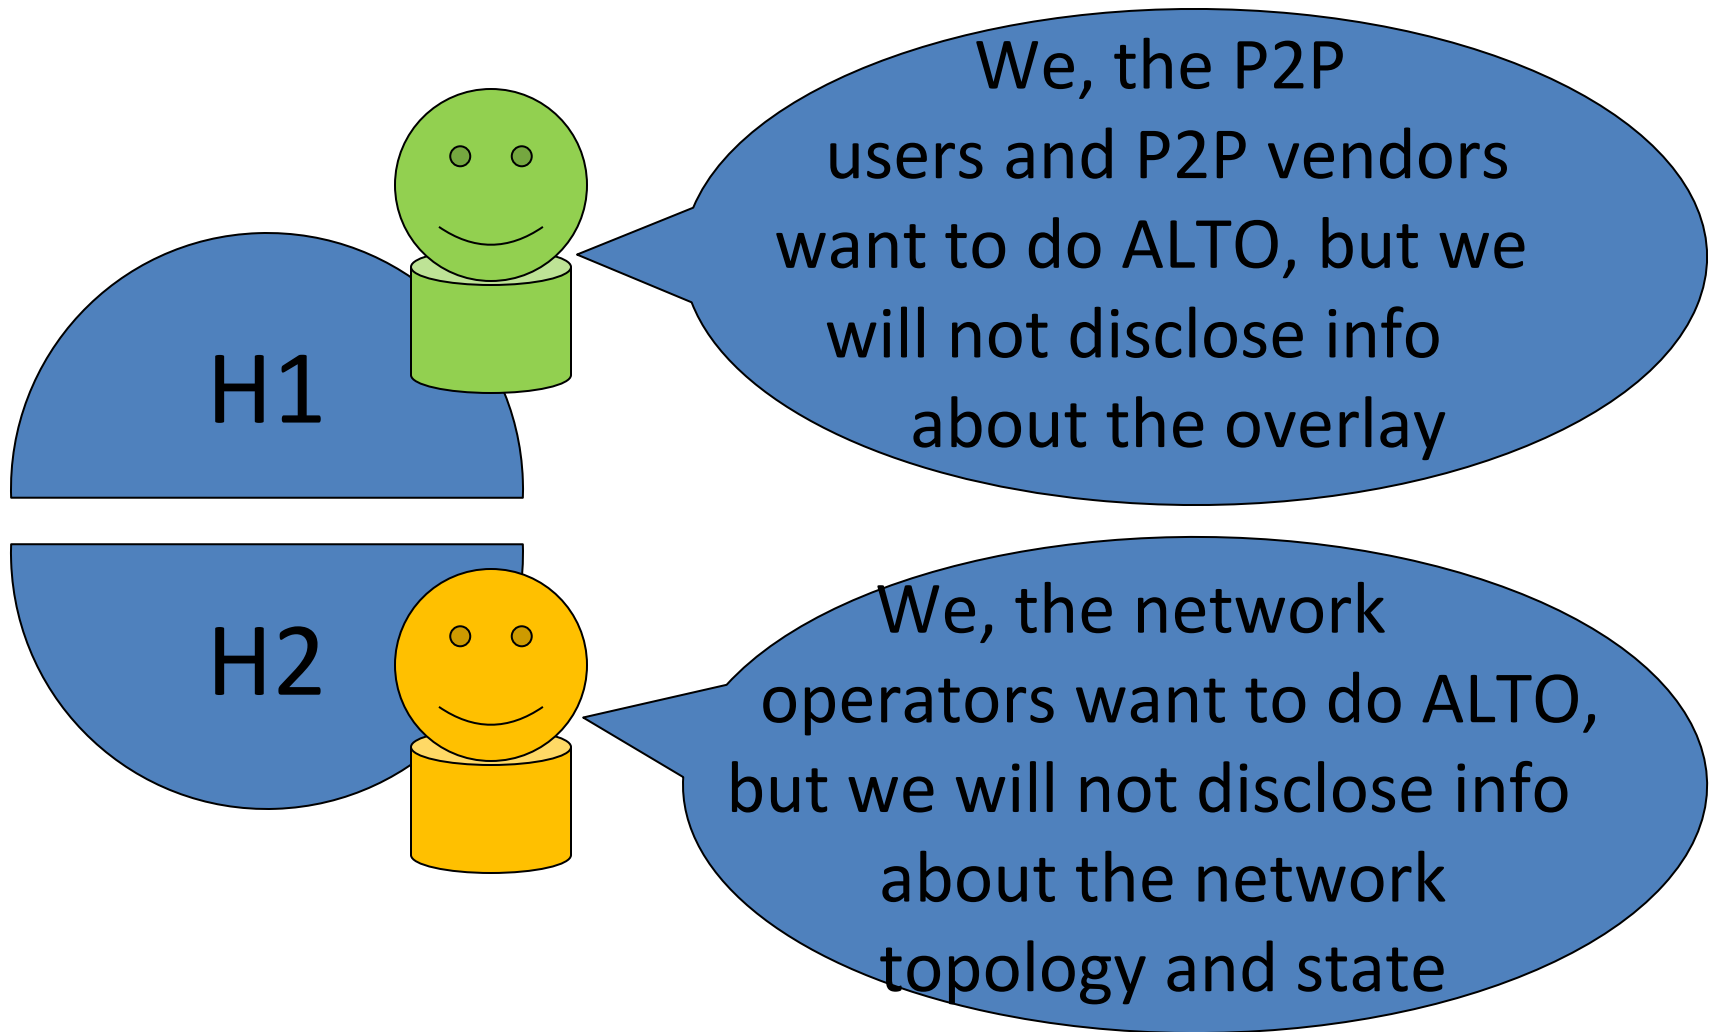 We, the P2P
users and P2P vendors
want to do ALTO, but we
will not disclose info
about the overlay
H1
H2
We, the network
operators want to do ALTO,
but we will not disclose info
about the network
topology and state